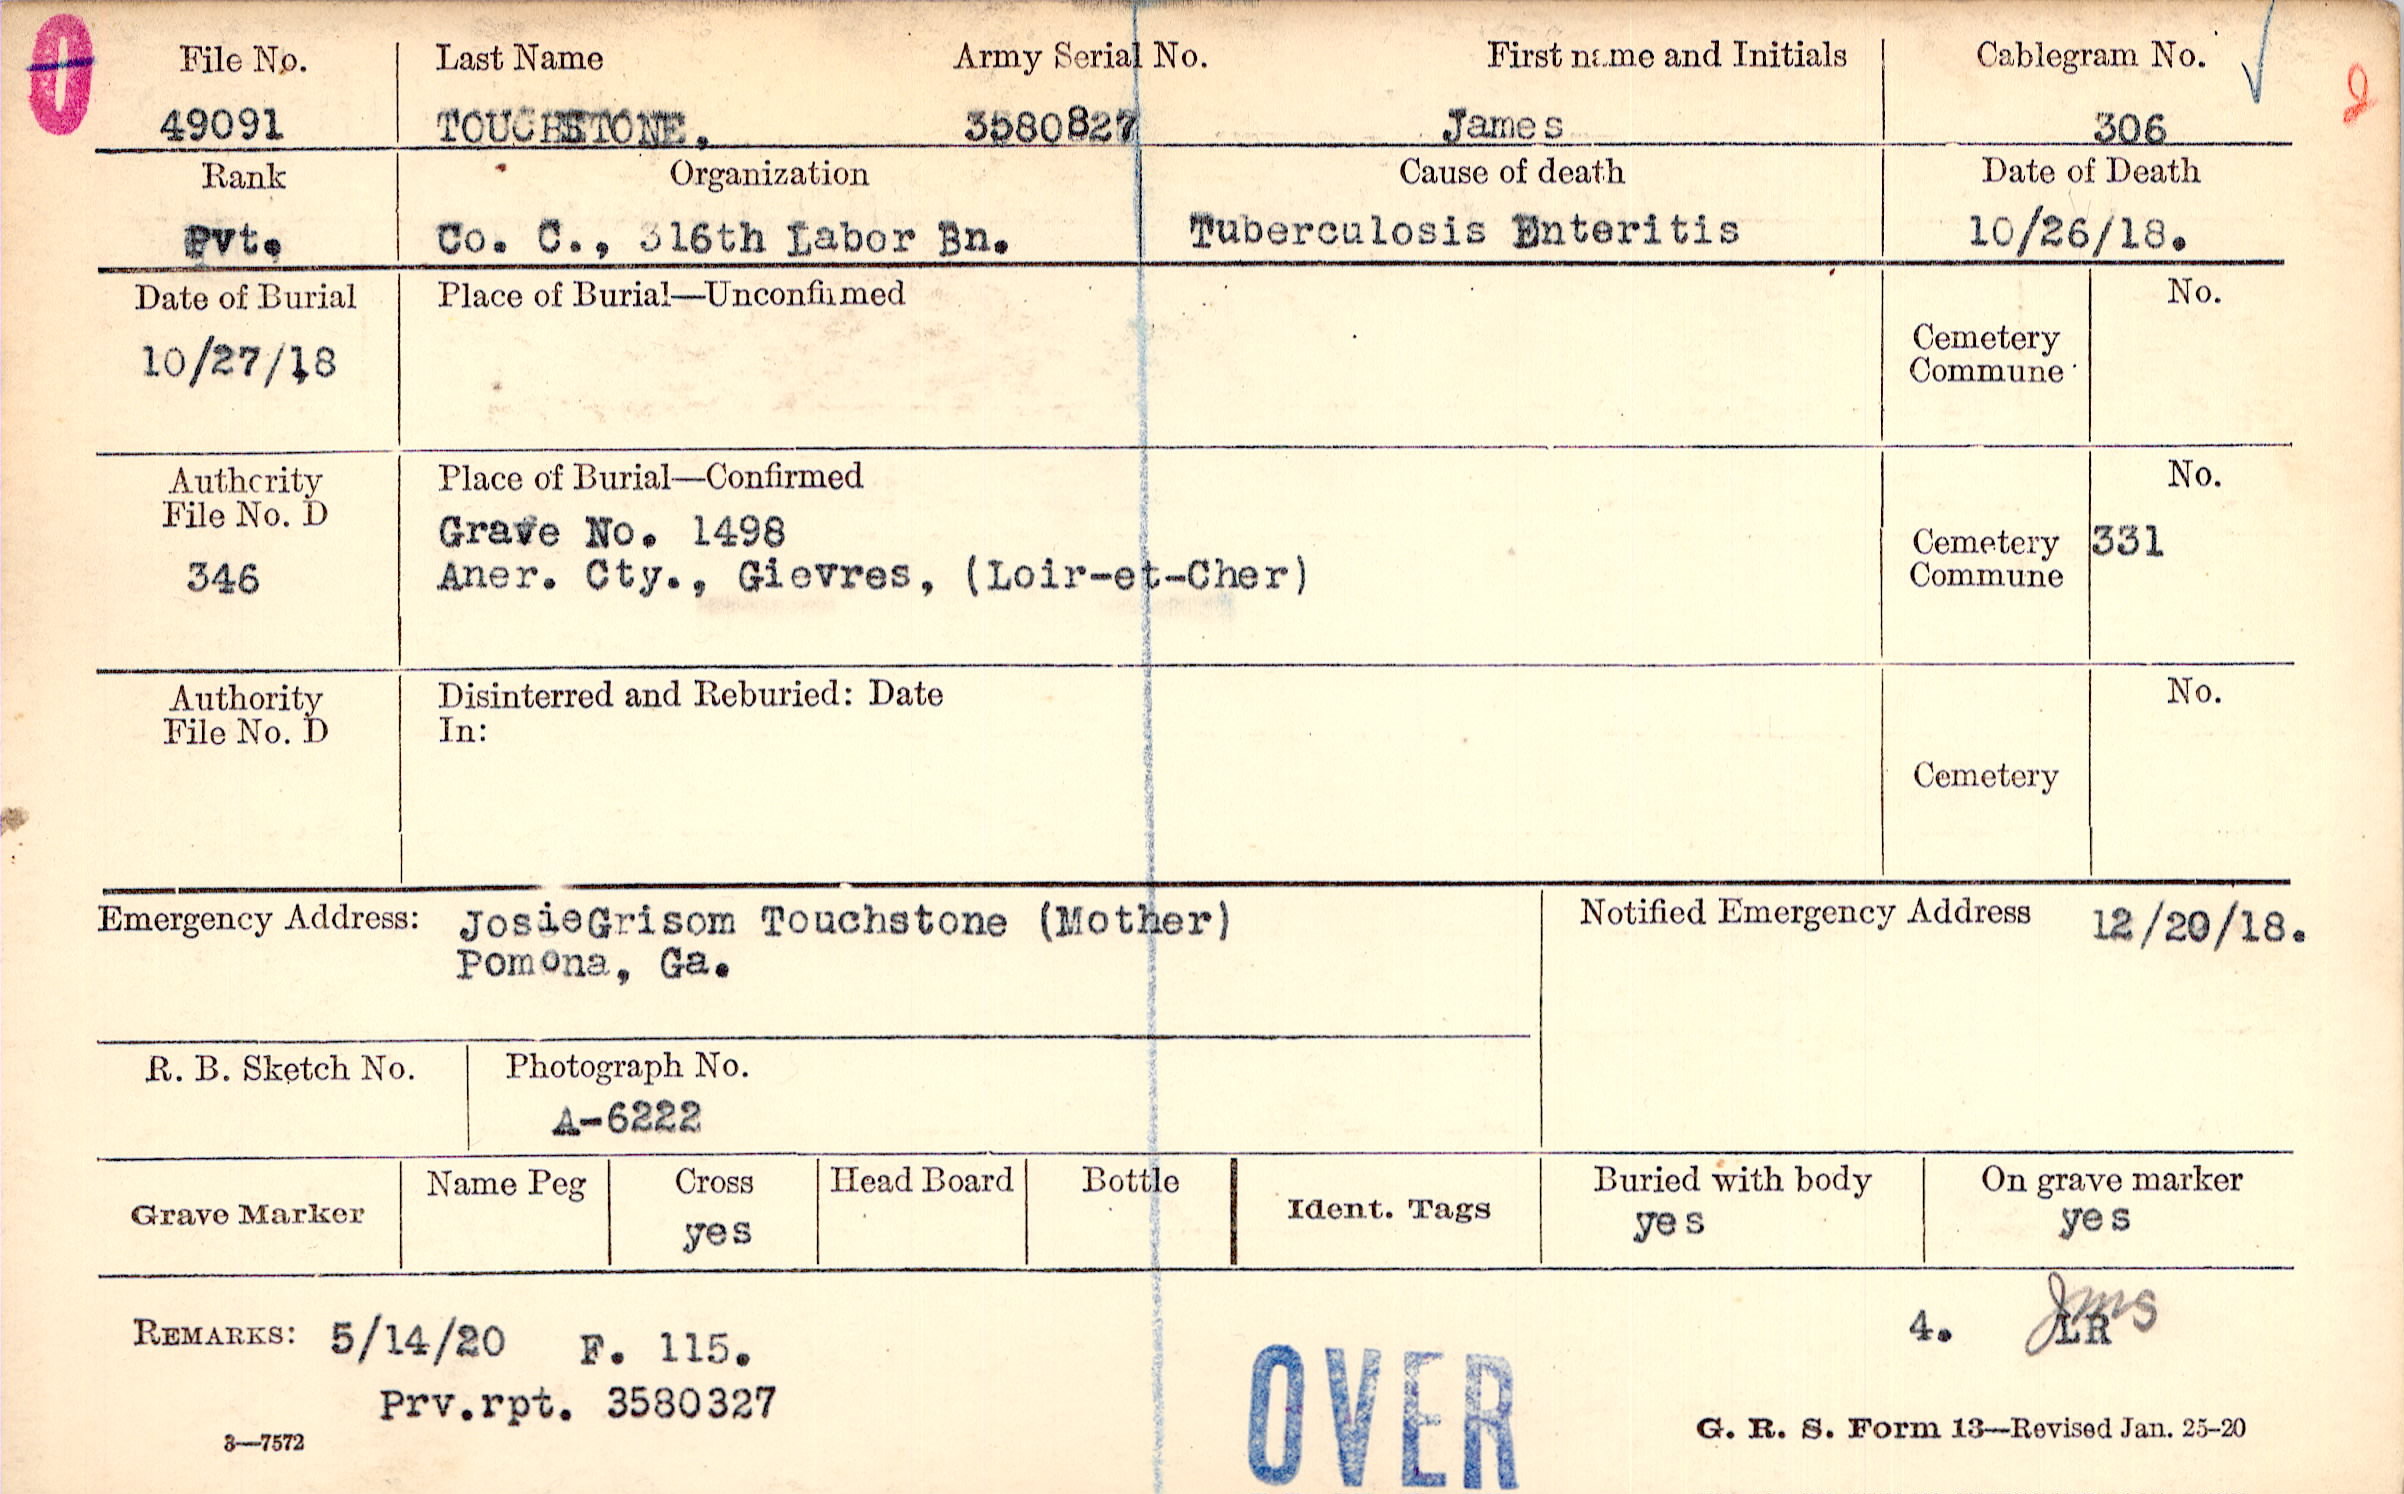 File No. Last Name Army Serial No. First name and Initials Cablegram No.
49091 TOUCHSTONE, 3580827 James 306
Rank Organization Cause of death Date of Death
Pvt. Co. C., 316th Labor Bn. Tuberculosis Enteritis 10/26/18.
Date of Burial Place of Burial—Unconfirmed No.
10/27/18 Cemetery
Commune
Authority Place of Burial—Confirmed No.
File No. D Grave No. 1498 Cemetery 331
346 Aner. Cty., Gievres, (Loir-et-Cher) Commune
Authority Disinterred and Reburied: Date No.
File No. D In:
Cemetery
Emergency Address: JosieGrisom Touchstone (Mother) Notified Emergency Address 12/20/18.
Pomona, Ga.
R. B. Sketch No. Photograph No.
A-6222
Grave Marker Name Peg Cross Head Board Bottle Ident. Tags Buried with body On grave marker
yes yes yes
REMARKS: 5/14/20 F. 115. 4. LR
Prv.rpt. 3580327
OVER
3—7572 G. R. S. Form 13—Revised Jan. 25-20